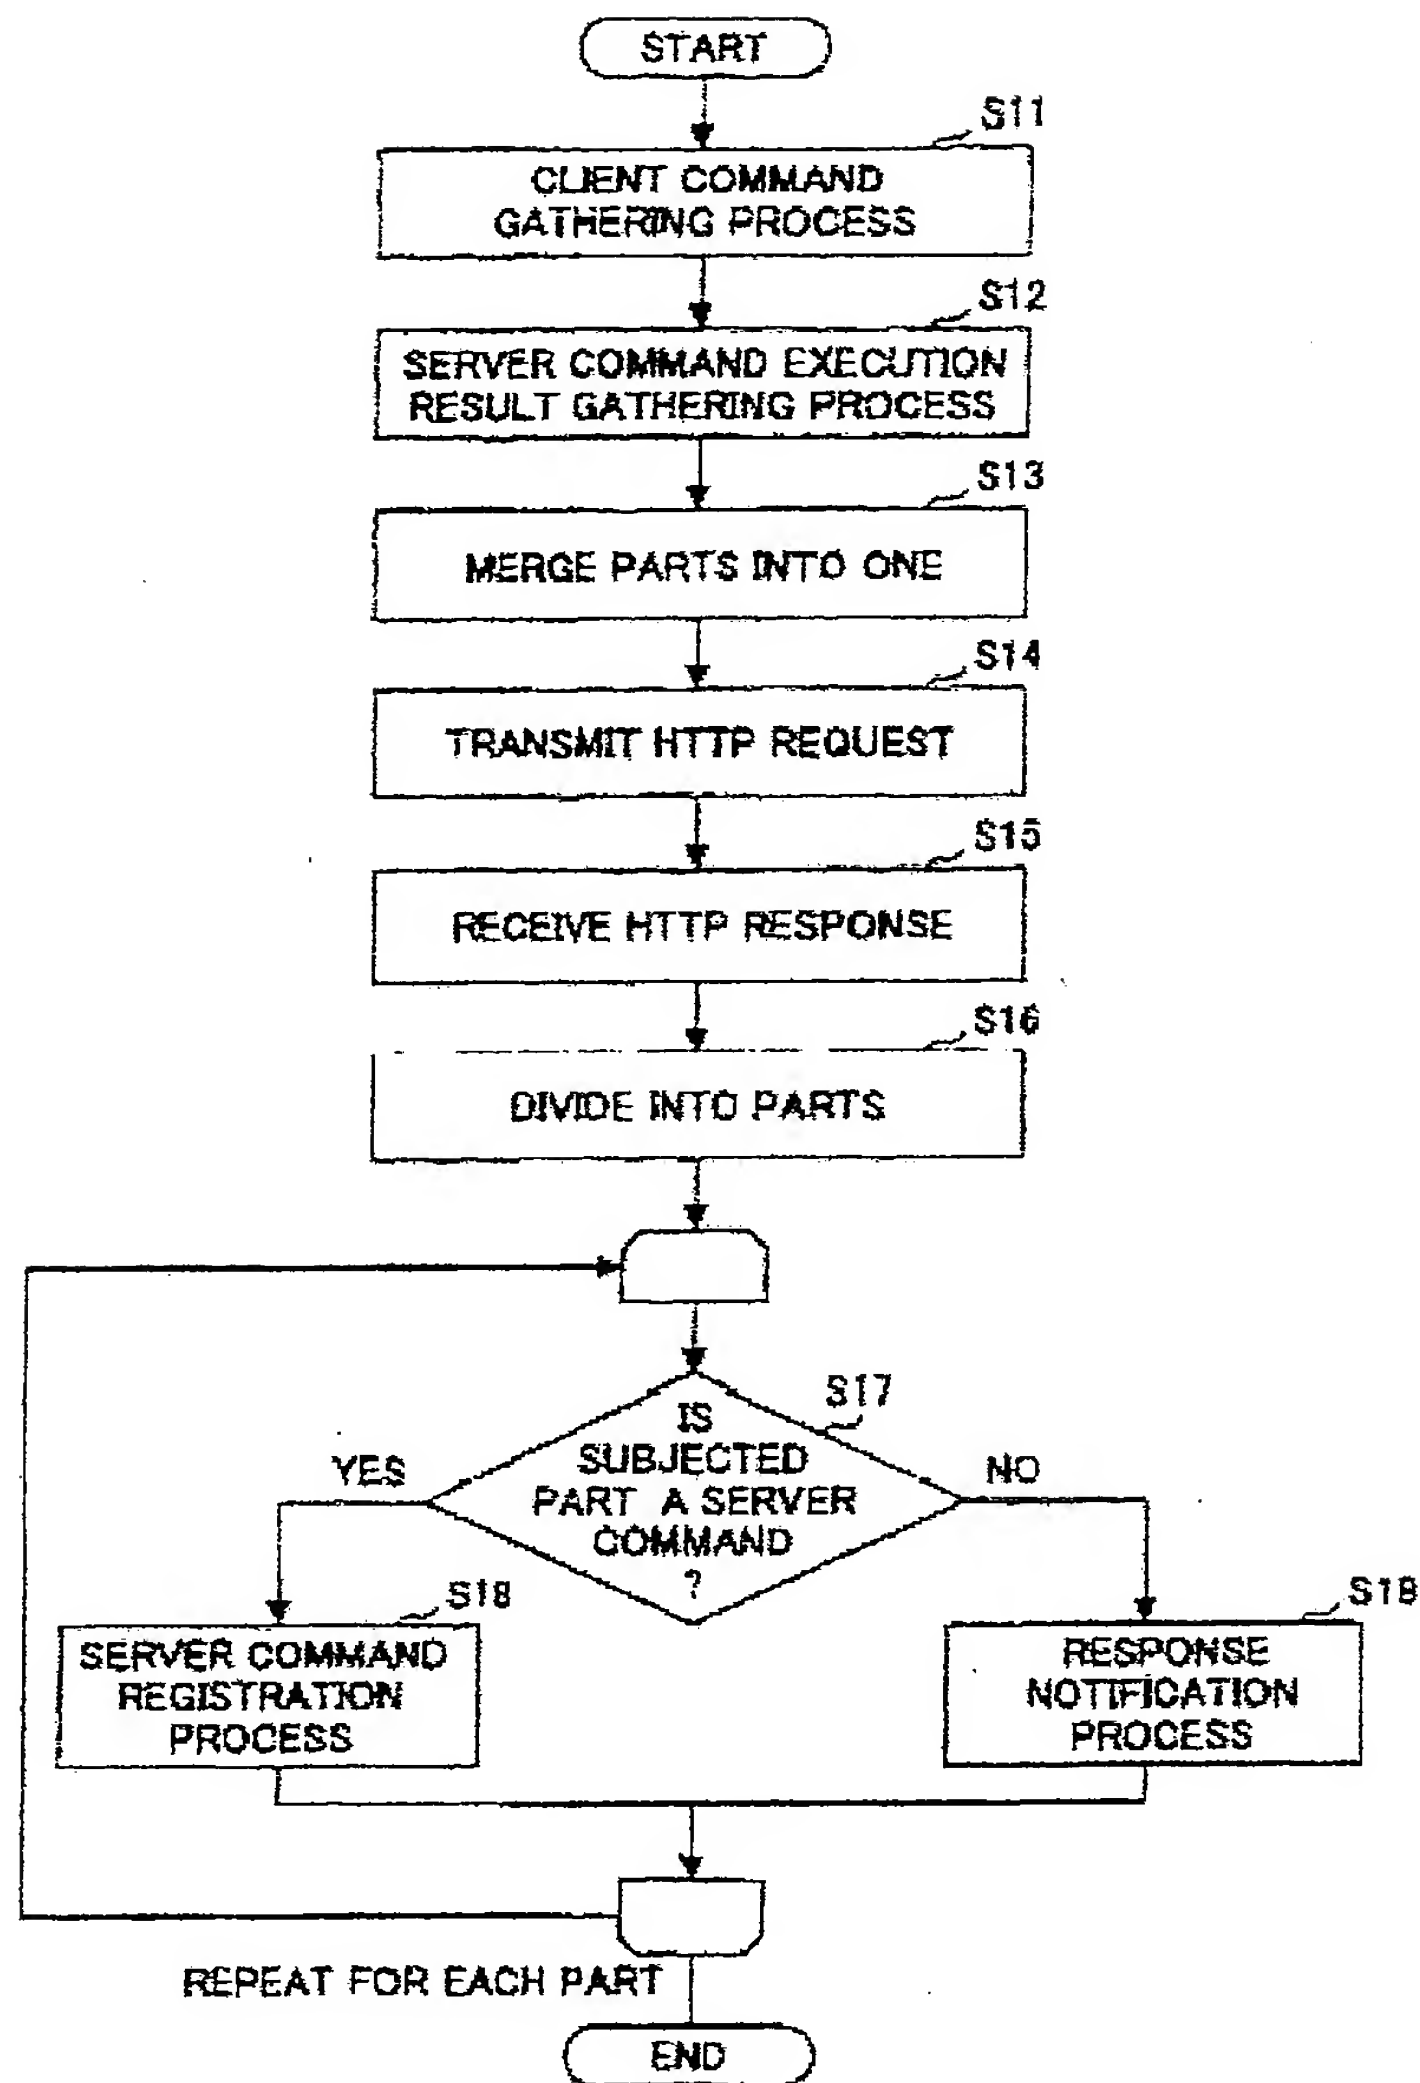 START
S11
CLIENT COMMAND
GATHERING PROCESS
S12
SERVER COMMAND EXECUTION
RESULT GATHERING PROCESS
S13
MERGE PARTS INTO ONE
S14
TRANSMIT HTTP REQUEST
S15
RECEIVE HTTP RESPONSE
S16
DIVIDE INTO PARTS
S17
IS
SUBJECTED
PART A SERVER
COMMAND
?
YES
NO
S18
SERVER COMMAND
REGISTRATION
PROCESS
S19
RESPONSE
NOTIFICATION
PROCESS
REPEAT FOR EACH PART
END